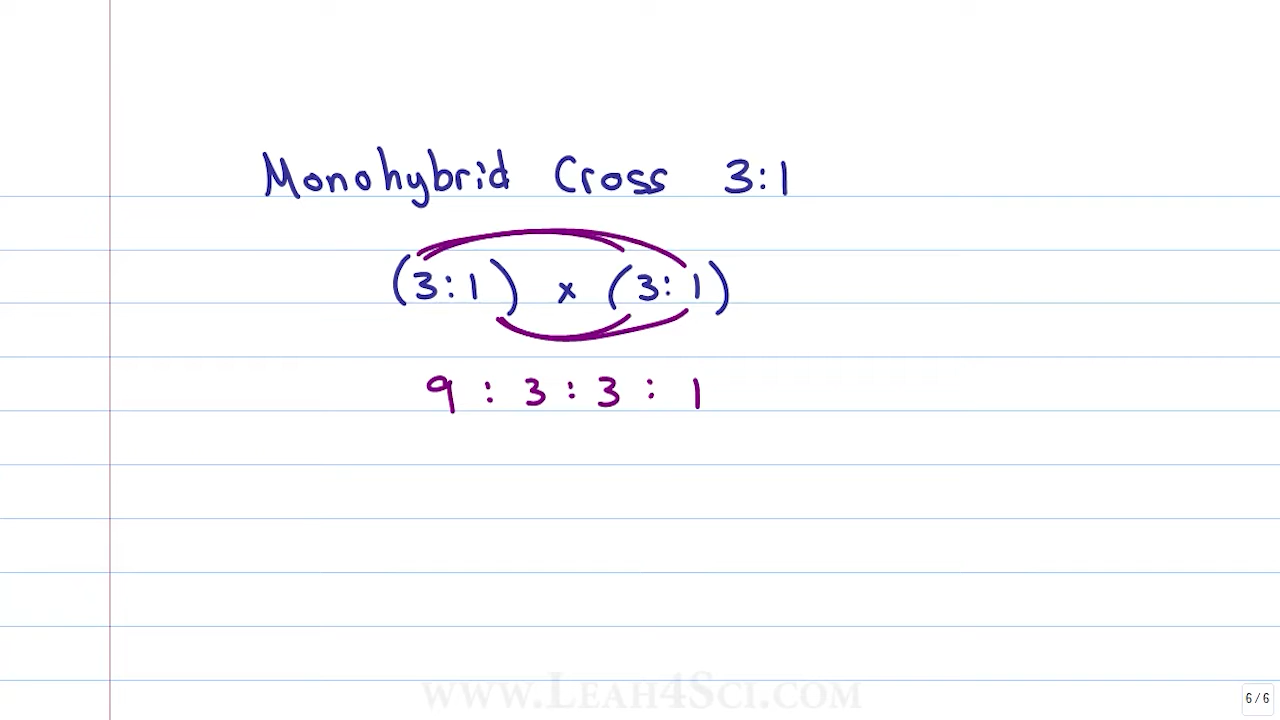 Monohybrid Cross 3:1
(3:1) x (3:1)
9 : 3 : 3 : 1
www.Leah4Sci.com
6/6